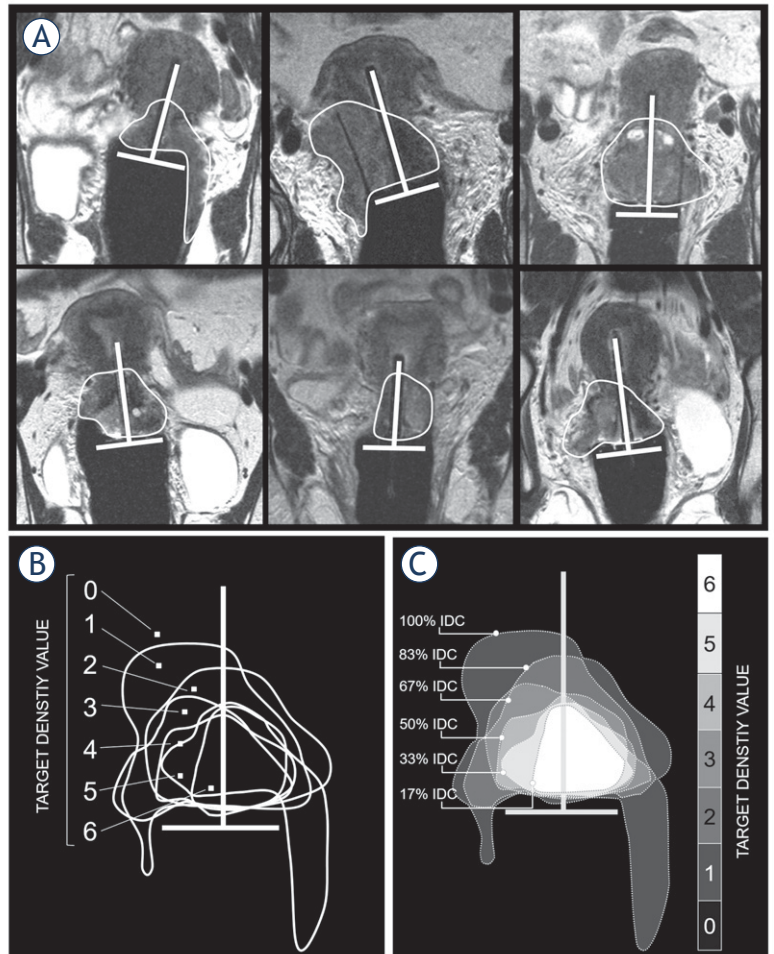 A
B
0
1
2
3
4
5
6
TARGET DENSTIY VALUE
C
100% IDC
83% IDC
67% IDC
50% IDC
33% IDC
17% IDC
6
5
4
3
2
1
0
TARGET DENSTIY VALUE